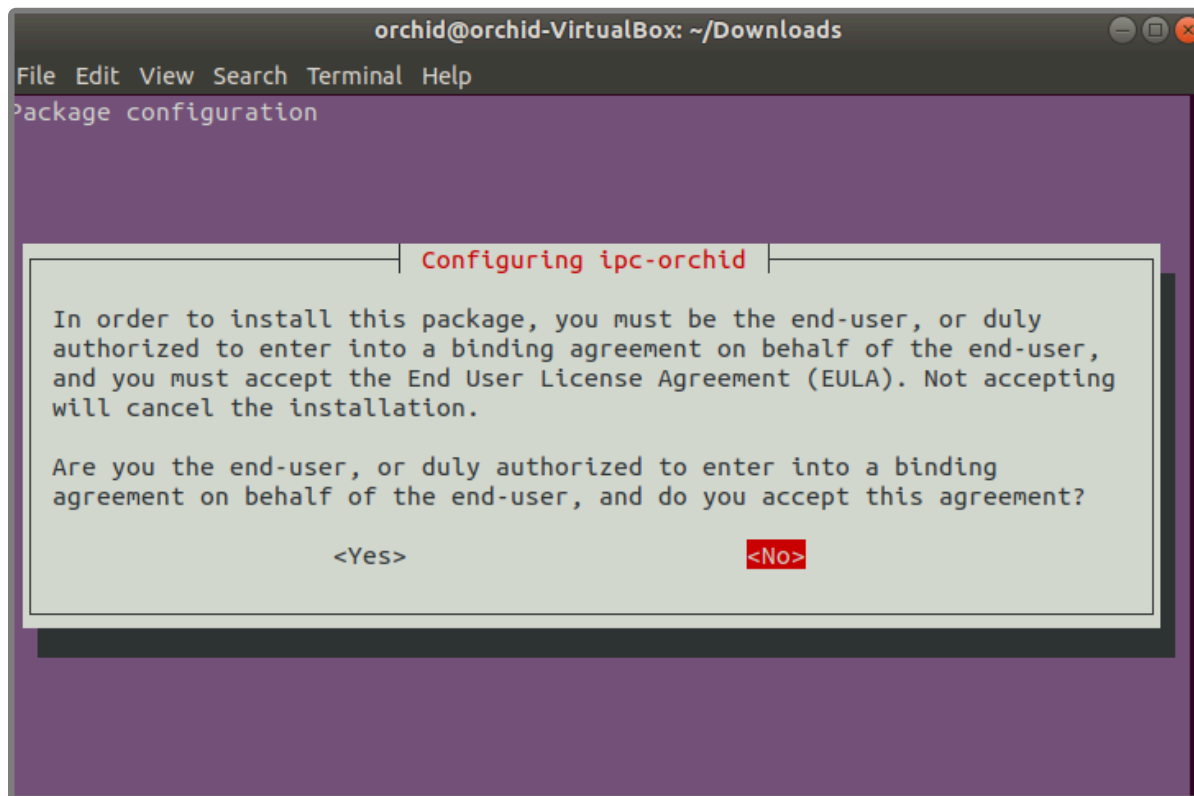 orchid@orchid-VirtualBox: ~/Downloads
File Edit View Search Terminal Help
Package configuration
Configuring ipc-orchid
In order to install this package, you must be the end-user, or duly
authorized to enter into a binding agreement on behalf of the end-user,
and you must accept the End User License Agreement (EULA). Not accepting
will cancel the installation.
Are you the end-user, or duly authorized to enter into a binding
agreement on behalf of the end-user, and do you accept this agreement?
<Yes> <No>